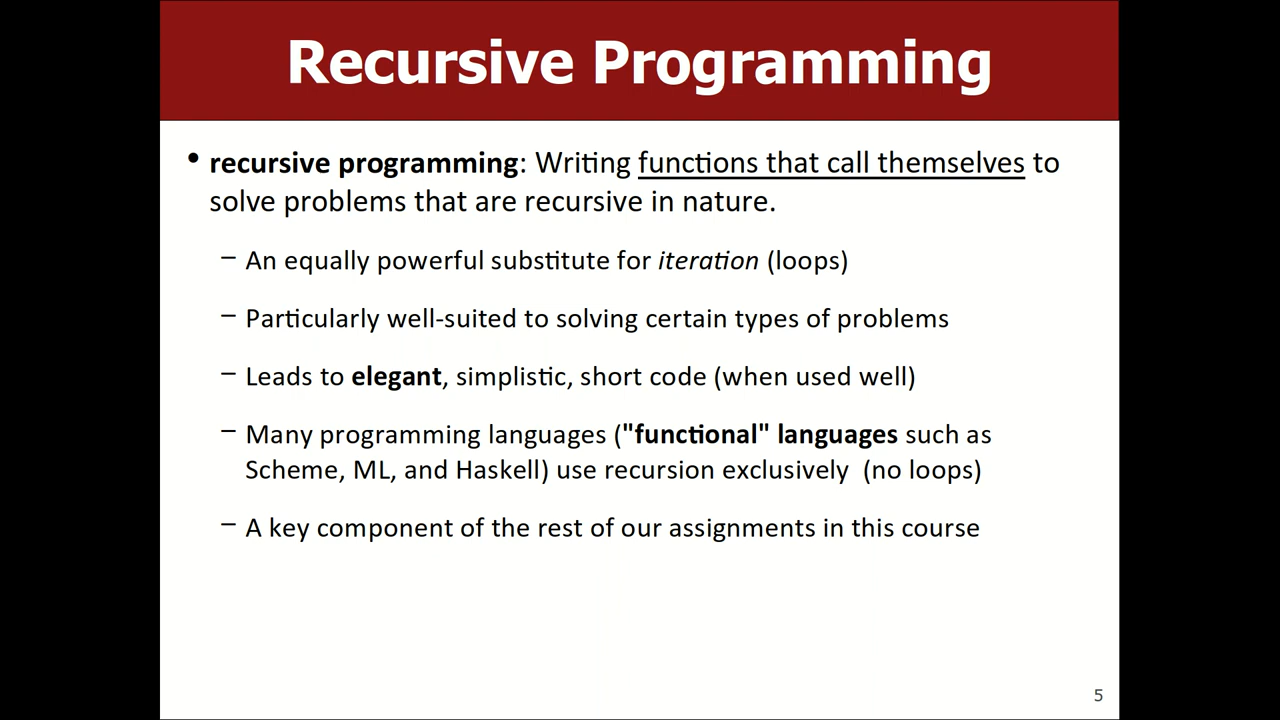 Recursive Programming
• recursive programming: Writing functions that call themselves to
solve problems that are recursive in nature.
– An equally powerful substitute for iteration (loops)
– Particularly well-suited to solving certain types of problems
– Leads to elegant, simplistic, short code (when used well)
– Many programming languages ("functional" languages such as
Scheme, ML, and Haskell) use recursion exclusively  (no loops)
– A key component of the rest of our assignments in this course
5